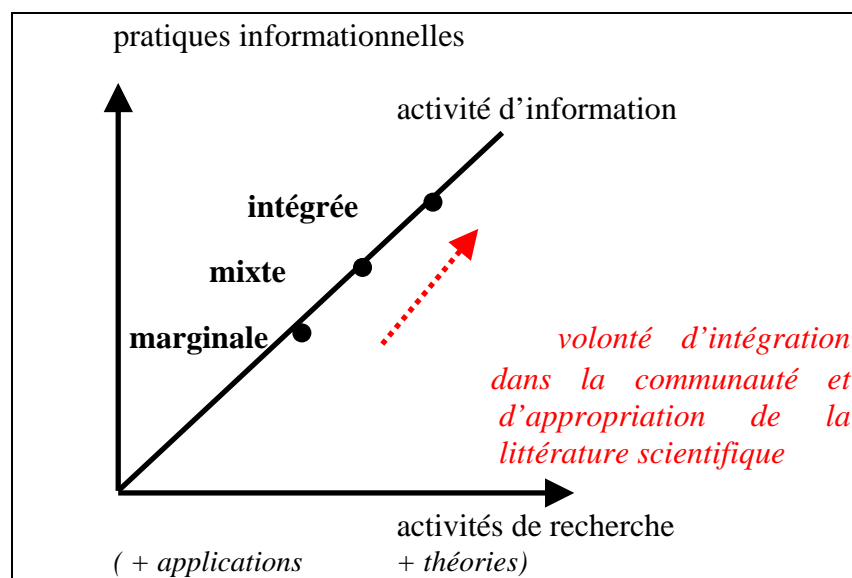 pratiques informationnelles
activité d’information
intégrée
mixte
marginale
volonté d’intégration
dans la communauté et
d’appropriation de la
littérature scientifique
activités de recherche
( + applications + théories)